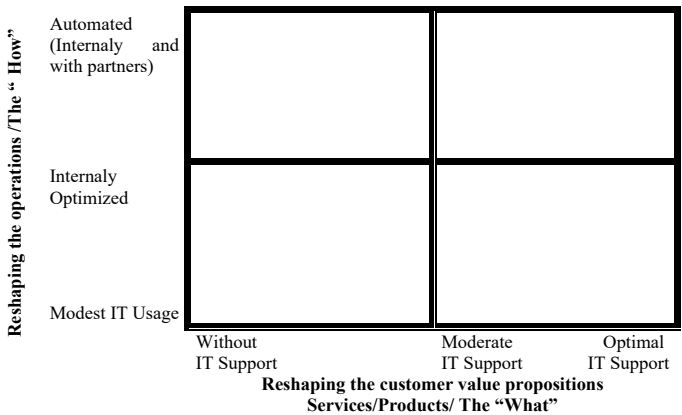 Reshaping the operations /The “ How”
Automated
(Internaly and
with partners)
Internaly
Optimized
Modest IT Usage
Without
IT Support
Moderate
IT Support
Optimal
IT Support
Reshaping the customer value propositions
Services/Products/ The “What”